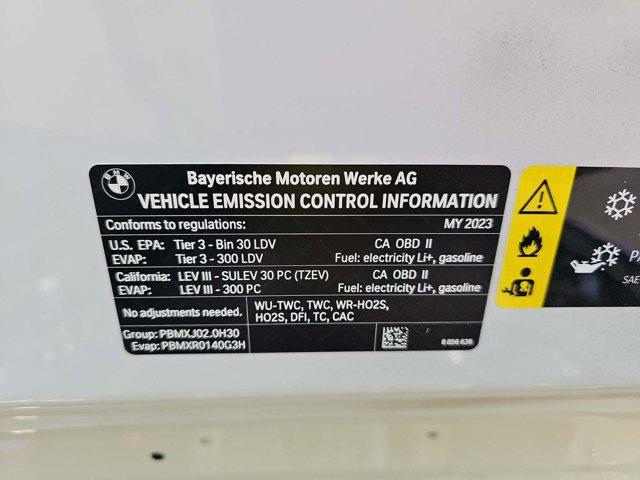 BMW
Bayerische Motoren Werke AG
VEHICLE EMISSION CONTROL INFORMATION
Conforms to regulations: MY 2023
U.S. EPA: Tier 3 - Bin 30 LDV CA OBD II
EVAP: Tier 3 - 300 LDV Fuel: electricity Li+, gasoline
California: LEV III - SULEV 30 PC (TZEV) CA OBD II
EVAP: LEV III - 300 PC Fuel: electricity Li+, gasoline
No adjustments needed. WU-TWC, TWC, WR-HO2S,
HO2S, DFI, TC, CAC
Group: PBMXJ02.0H30
Evap: PBMXR0140G3H
8 856 636
SAE